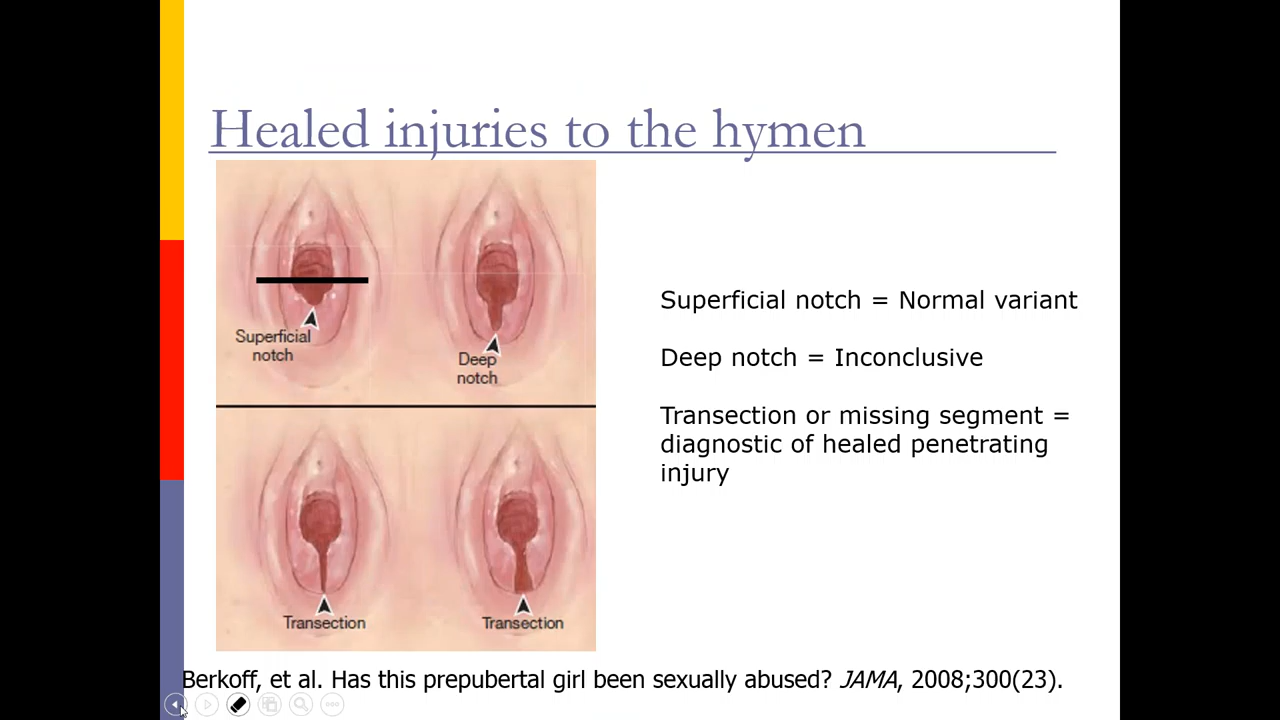 Healed injuries to the hymen
Superficial
notch
Deep
notch
Transection
Transection
Superficial notch = Normal variant
Deep notch = Inconclusive
Transection or missing segment =
diagnostic of healed penetrating
injury
Berkoff, et al. Has this prepubertal girl been sexually abused? JAMA, 2008;300(23).